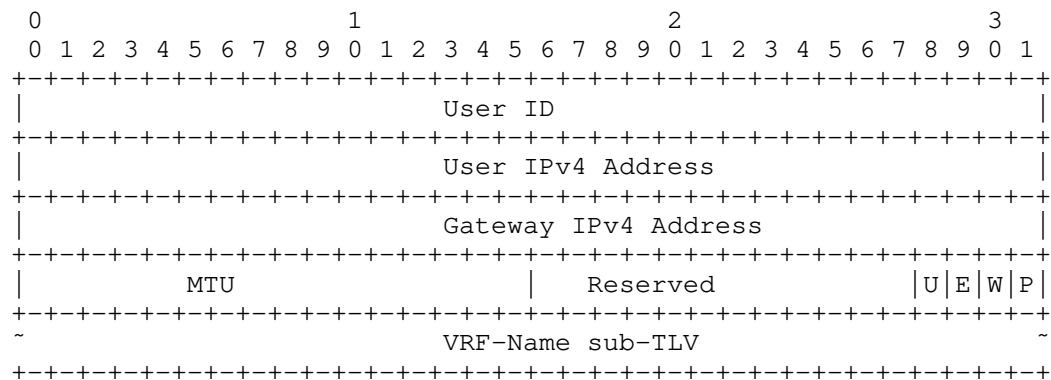 0                   1                   2                   3
 0 1 2 3 4 5 6 7 8 9 0 1 2 3 4 5 6 7 8 9 0 1 2 3 4 5 6 7 8 9 0 1
+-+-+-+-+-+-+-+-+-+-+-+-+-+-+-+-+-+-+-+-+-+-+-+-+-+-+-+-+-+-+-+-+
|                          User ID                              |
+-+-+-+-+-+-+-+-+-+-+-+-+-+-+-+-+-+-+-+-+-+-+-+-+-+-+-+-+-+-+-+-+
|                          User IPv4 Address                    |
+-+-+-+-+-+-+-+-+-+-+-+-+-+-+-+-+-+-+-+-+-+-+-+-+-+-+-+-+-+-+-+-+
|                          Gateway IPv4 Address                 |
+-+-+-+-+-+-+-+-+-+-+-+-+-+-+-+-+-+-+-+-+-+-+-+-+-+-+-+-+-+-+-+-+
|          MTU                  |   Reserved            |U|E|W|P|
+-+-+-+-+-+-+-+-+-+-+-+-+-+-+-+-+-+-+-+-+-+-+-+-+-+-+-+-+-+-+-+-+
~                          VRF-Name sub-TLV                     ~
+-+-+-+-+-+-+-+-+-+-+-+-+-+-+-+-+-+-+-+-+-+-+-+-+-+-+-+-+-+-+-+-+